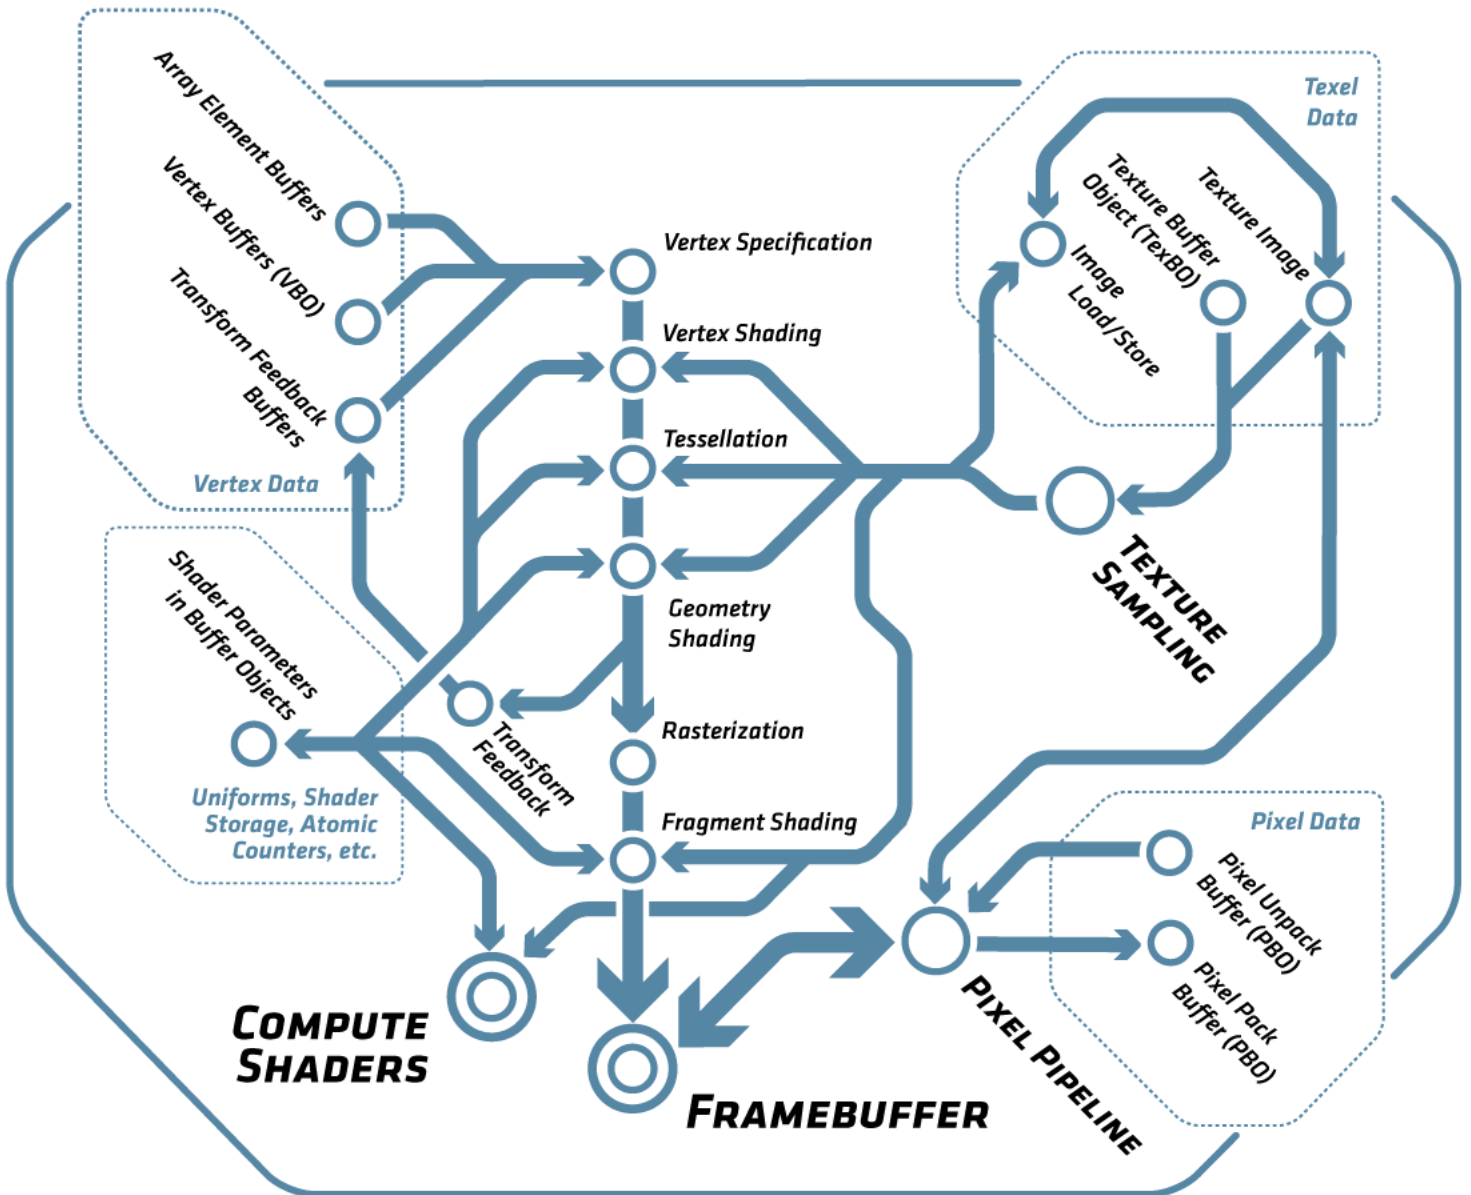 Array Element Buffers
Vertex Buffers (VBO)
Transform Feedback
Buffers
Vertex Data
Shader Parameters
in Buffer Objects
Uniforms, Shader
Storage, Atomic
Counters, etc.
Vertex Specification
Vertex Shading
Tessellation
Geometry
Shading
Transform
Feedback
Rasterization
Fragment Shading
Texel
Data
Texture Buffer
Object (TexBO)
Texture Image
Image
Load/Store
TEXTURE
SAMPLING
Pixel Data
Pixel Unpack
Buffer (PBO)
Pixel Pack
Buffer (PBO)
PIXEL PIPELINE
COMPUTE
SHADERS
FRAMEBUFFER